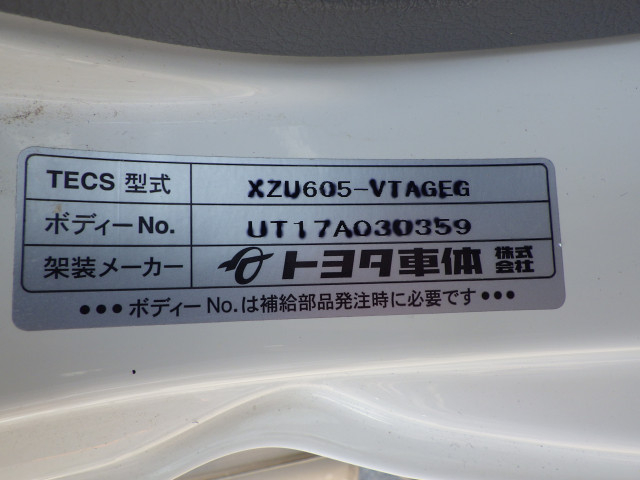 TECS 型式 XZU605-VTAGEG
ボディーNo. UT17A030359
架装メーカー トヨタ車体 株式会社
●●●ボディーNo.は補給部品発注時に必要です●●●